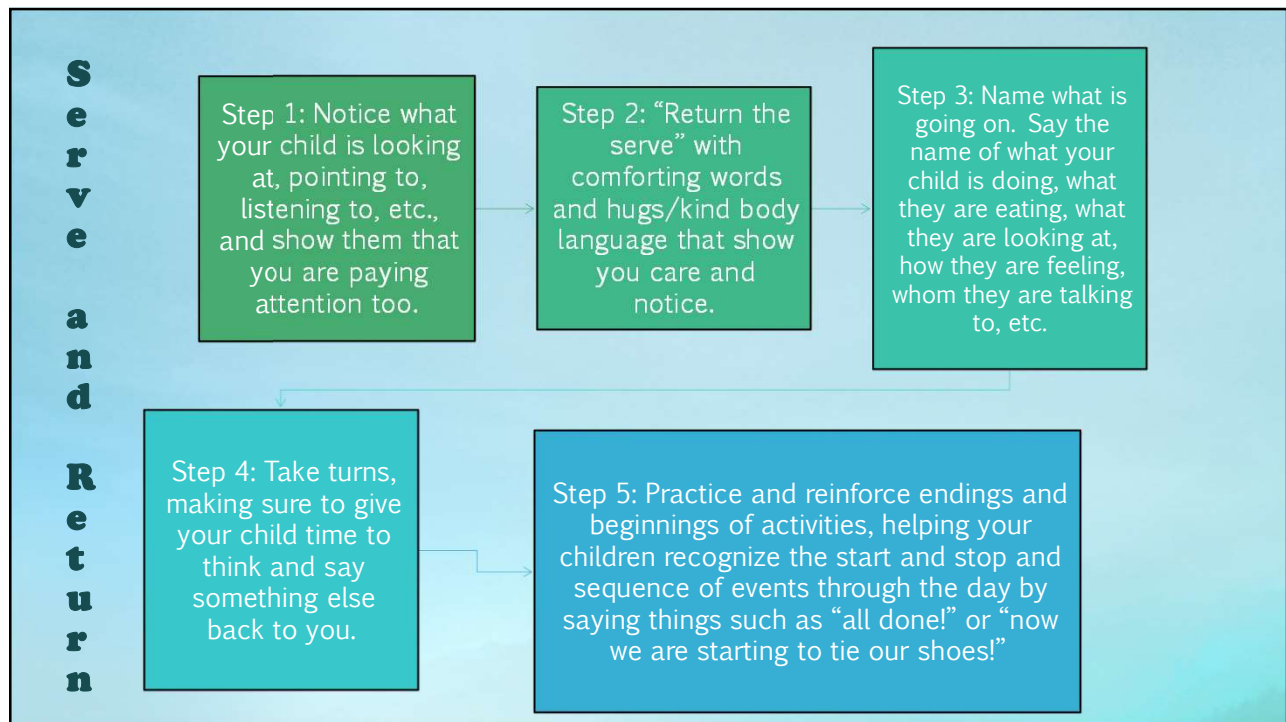 Serve and Return
Step 1: Notice what
your child is looking
at, pointing to,
listening to, etc.,
and show them that
you are paying
attention too.
Step 2: “Return the
serve” with
comforting words
and hugs/kind body
language that show
you care and
notice.
Step 3: Name what is
going on. Say the
name of what your
child is doing, what
they are eating, what
they are looking at,
how they are feeling,
whom they are talking
to, etc.
Step 4: Take turns,
making sure to give
your child time to
think and say
something else
back to you.
Step 5: Practice and reinforce endings and
beginnings of activities, helping your
children recognize the start and stop and
sequence of events through the day by
saying things such as “all done!” or “now
we are starting to tie our shoes!”